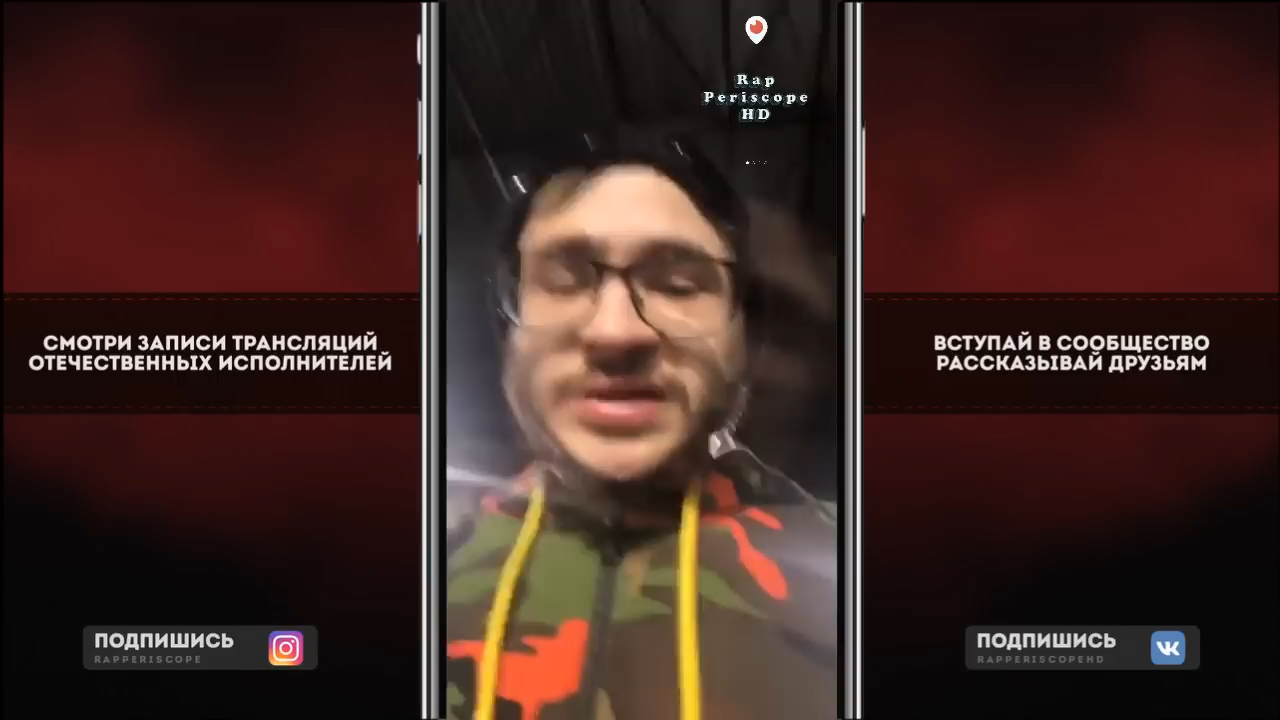 Rap
Periscope
HD
СМОТРИ ЗАПИСИ ТРАНСЛЯЦИЙ
ОТЕЧЕСТВЕННЫХ ИСПОЛНИТЕЛЕЙ
ВСТУПАЙ В СООБЩЕСТВО
РАССКАЗЫВАЙ ДРУЗЬЯМ
ПОДПИШИСЬ
RAPPERISCOPE
ПОДПИШИСЬ
RAPPERISCOPEHD